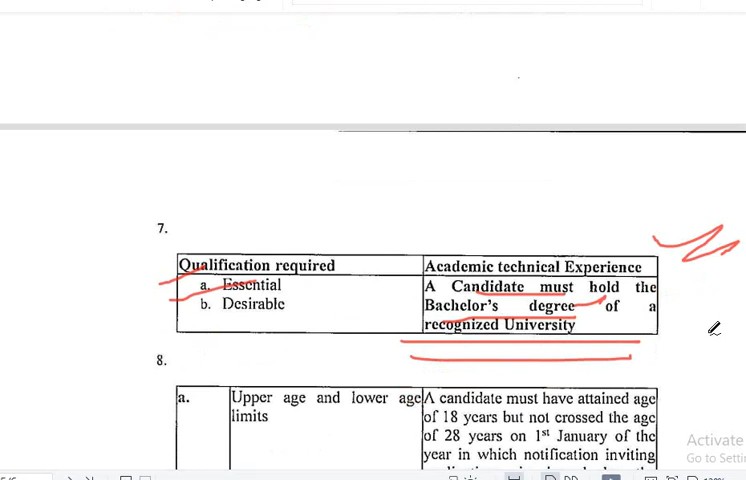 7.
Qualification required
Academic technical Experience
a. Essential
b. Desirable
A Candidate must hold the
Bachelor's degree of a
recognized University
8.
a.
Upper age and lower age
limits
A candidate must have attained age
of 18 years but not crossed the age
of 28 years on 1st January of the
year in which notification inviting
Activate
Go to Setti